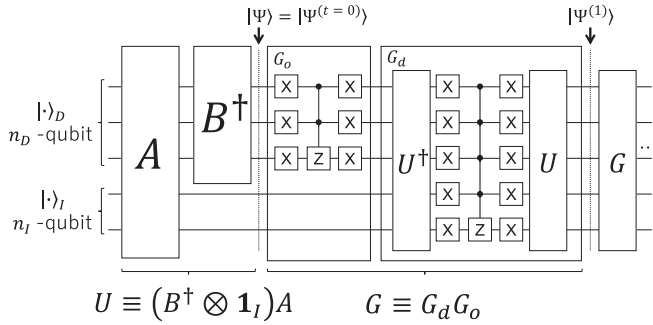 |Ψ⟩ = |Ψ^{(t = 0)}⟩
|Ψ^{(1)}⟩
G_o
G_d
|·⟩_D
n_D -qubit
|·⟩_I
n_I -qubit
A
B†
X X
X X
X Z X
U†
X X
X X
X X
X X
X Z X
U
G
...
U ≡ (B† ⊗ 𝟏_I)A
G ≡ G_d G_o